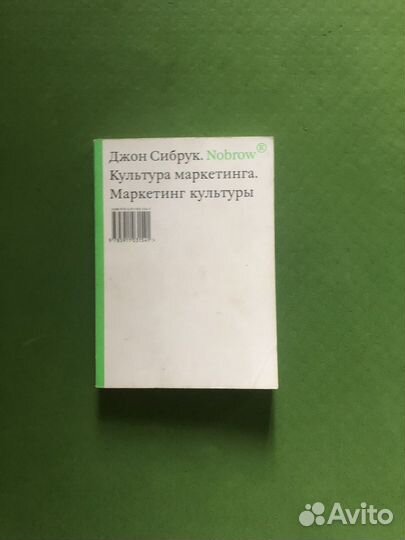 Джон Сибрук. Nobrow®
Культура маркетинга.
Маркетинг культуры
Avito